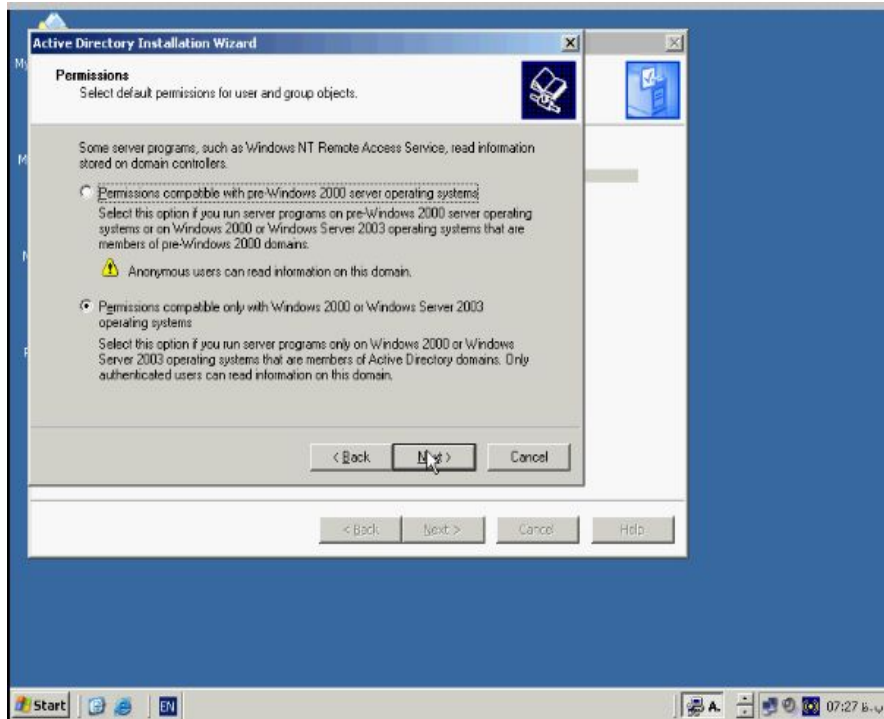 Active Directory Installation Wizard
Permissions
Select default permissions for user and group objects.
Some server programs, such as Windows NT Remote Access Service, read information
stored on domain controllers.
Permissions compatible with pre-Windows 2000 server operating systems
Select this option if you run server programs on pre-Windows 2000 server operating
systems or on Windows 2000 or Windows Server 2003 operating systems that are
members of pre-Windows 2000 domains.
Anonymous users can read information on this domain.
Permissions compatible only with Windows 2000 or Windows Server 2003
operating systems
Select this option if you run server programs only on Windows 2000 or Windows
Server 2003 operating systems that are members of Active Directory domains. Only
authenticated users can read information on this domain.
< Back Next > Cancel
< Back Next > Cancel Help
Start EN A. 07:27 ب.ظ